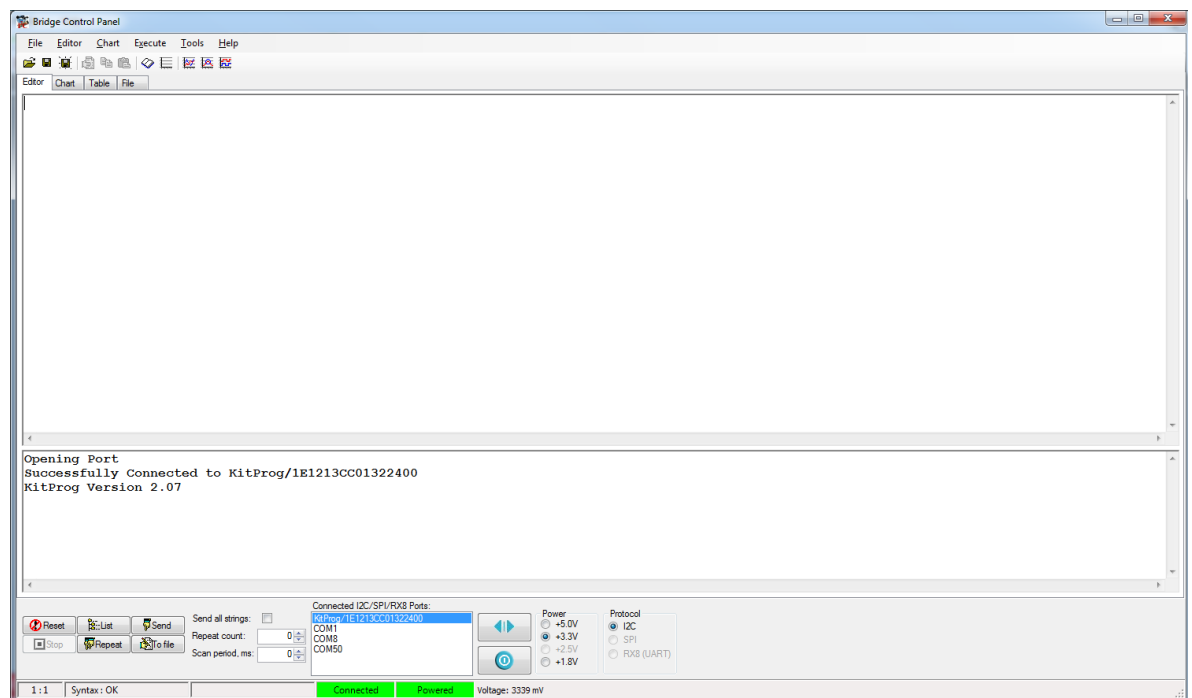 Bridge Control Panel
File Editor Chart Execute Tools Help
Editor Chart Table File
Opening Port
Successfully Connected to KitProg/1E1213CC01322400
KitProg Version 2.07
Reset List Send
Stop Repeat To file
Send all strings:
Repeat count: 0
Scan period, ms: 0
Connected I2C/SPI/RX8 Ports:
KitProg/1E1213CC01322400
COM1
COM8
COM50
Power
+5.0V
+3.3V
+2.5V
+1.8V
Protocol
I2C
SPI
RX8 (UART)
1:1 Syntax: OK Connected Powered Voltage: 3339 mV